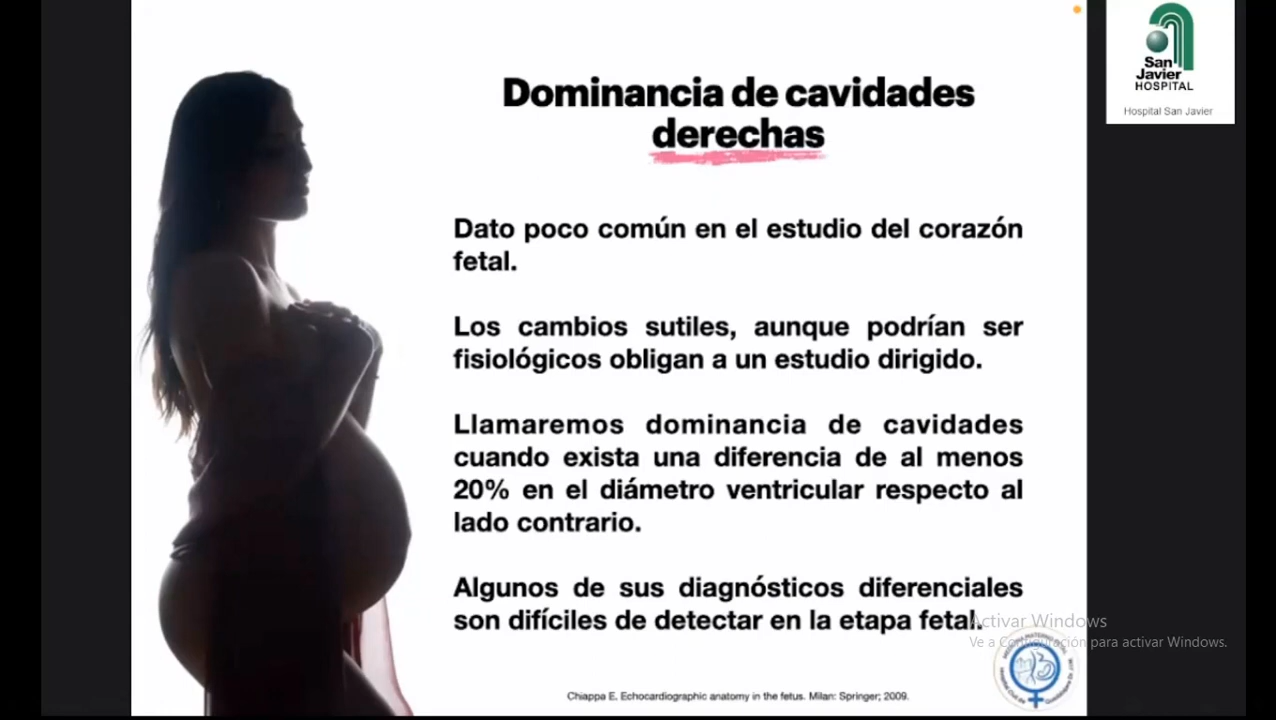 Dominancia de cavidades
derechas
Dato poco común en el estudio del corazón
fetal.
Los cambios sutiles, aunque podrían ser
fisiológicos obligan a un estudio dirigido.
Llamaremos dominancia de cavidades
cuando exista una diferencia de al menos
20% en el diámetro ventricular respecto al
lado contrario.
Algunos de sus diagnósticos diferenciales
son difíciles de detectar en la etapa fetal.
Chiappa E. Echocardiographic anatomy in the fetus. Milan: Springer; 2009.
San
Javier
HOSPITAL
Hospital San Javier
Activar Windows
Ve a Configuración para activar Windows.